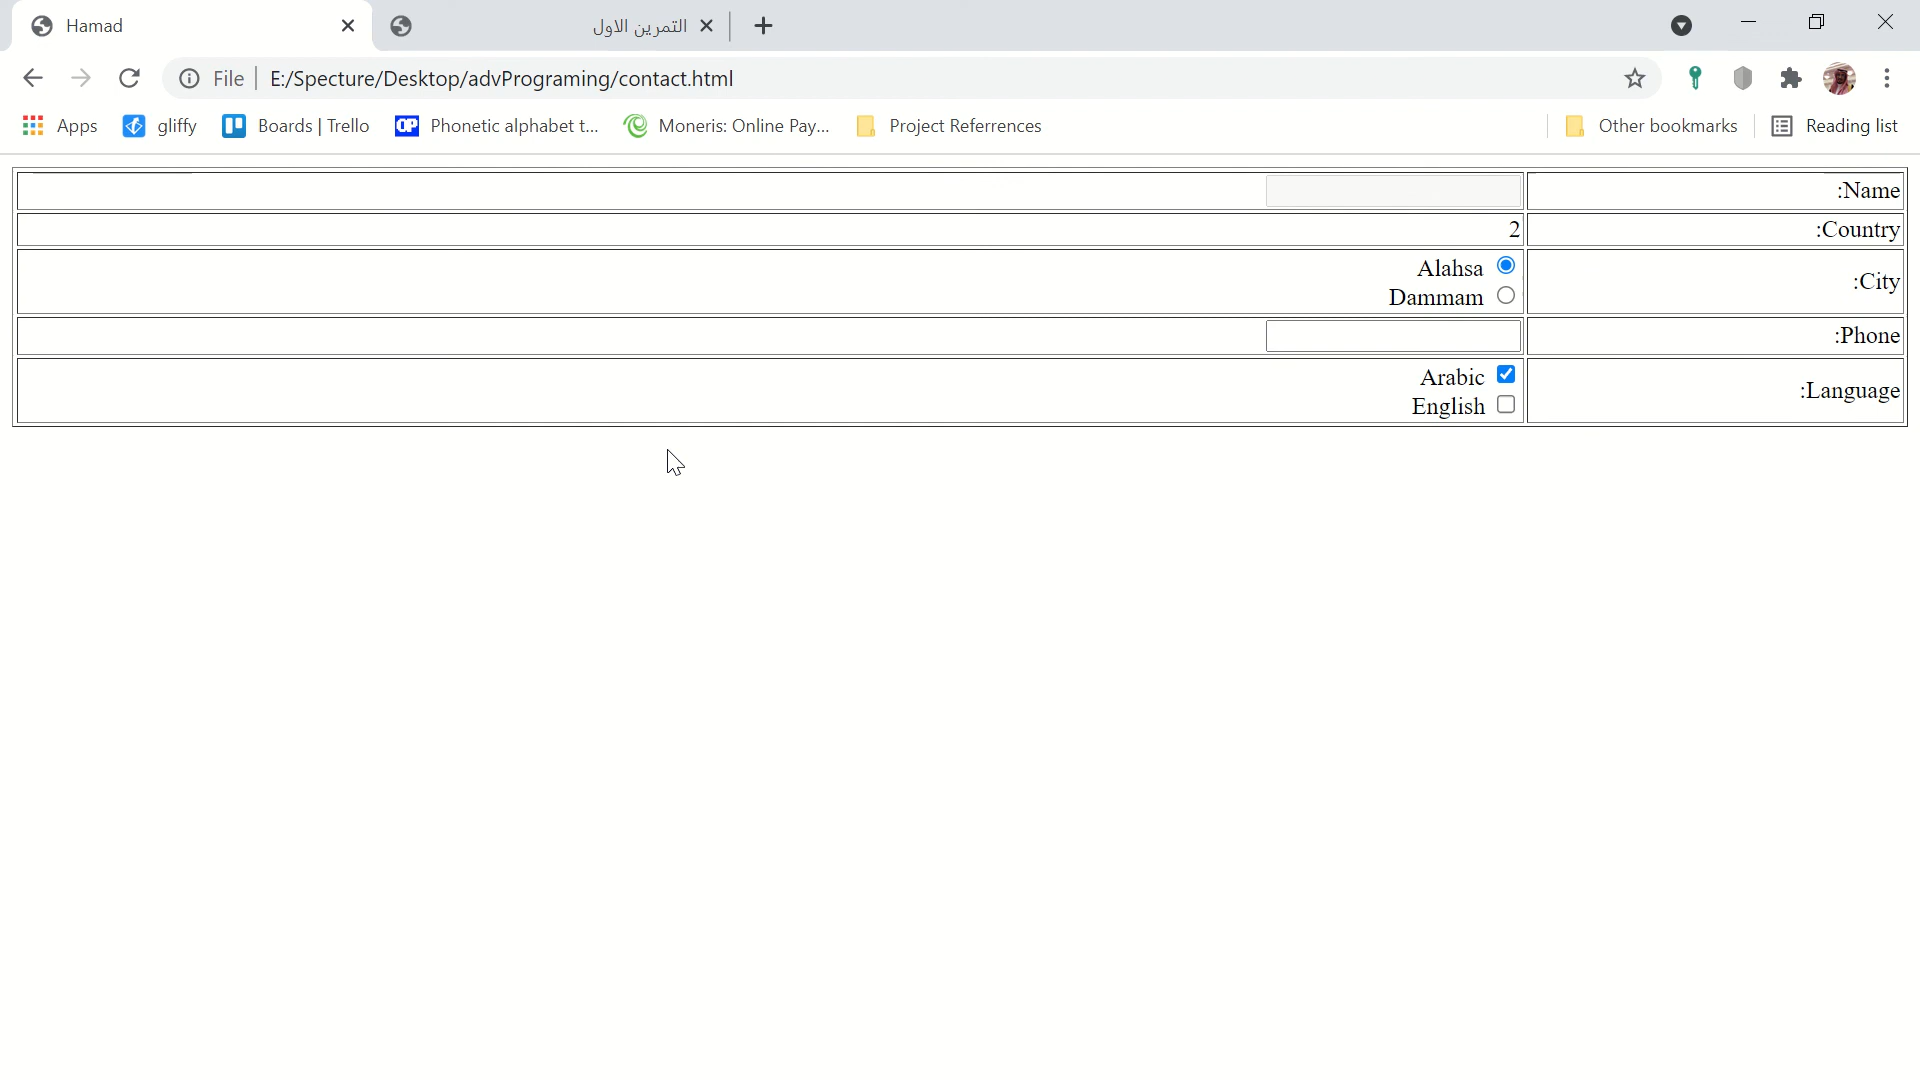 Hamad
التمرين الاول
File
E:/Specture/Desktop/advPrograming/contact.html
Apps
gliffy
Boards | Trello
OP
Phonetic alphabet t...
Moneris: Online Pay...
Project Referrences
Other bookmarks
Reading list
:Name
:Country
2
:City
Alahsa
Dammam
:Phone
:Language
Arabic
English